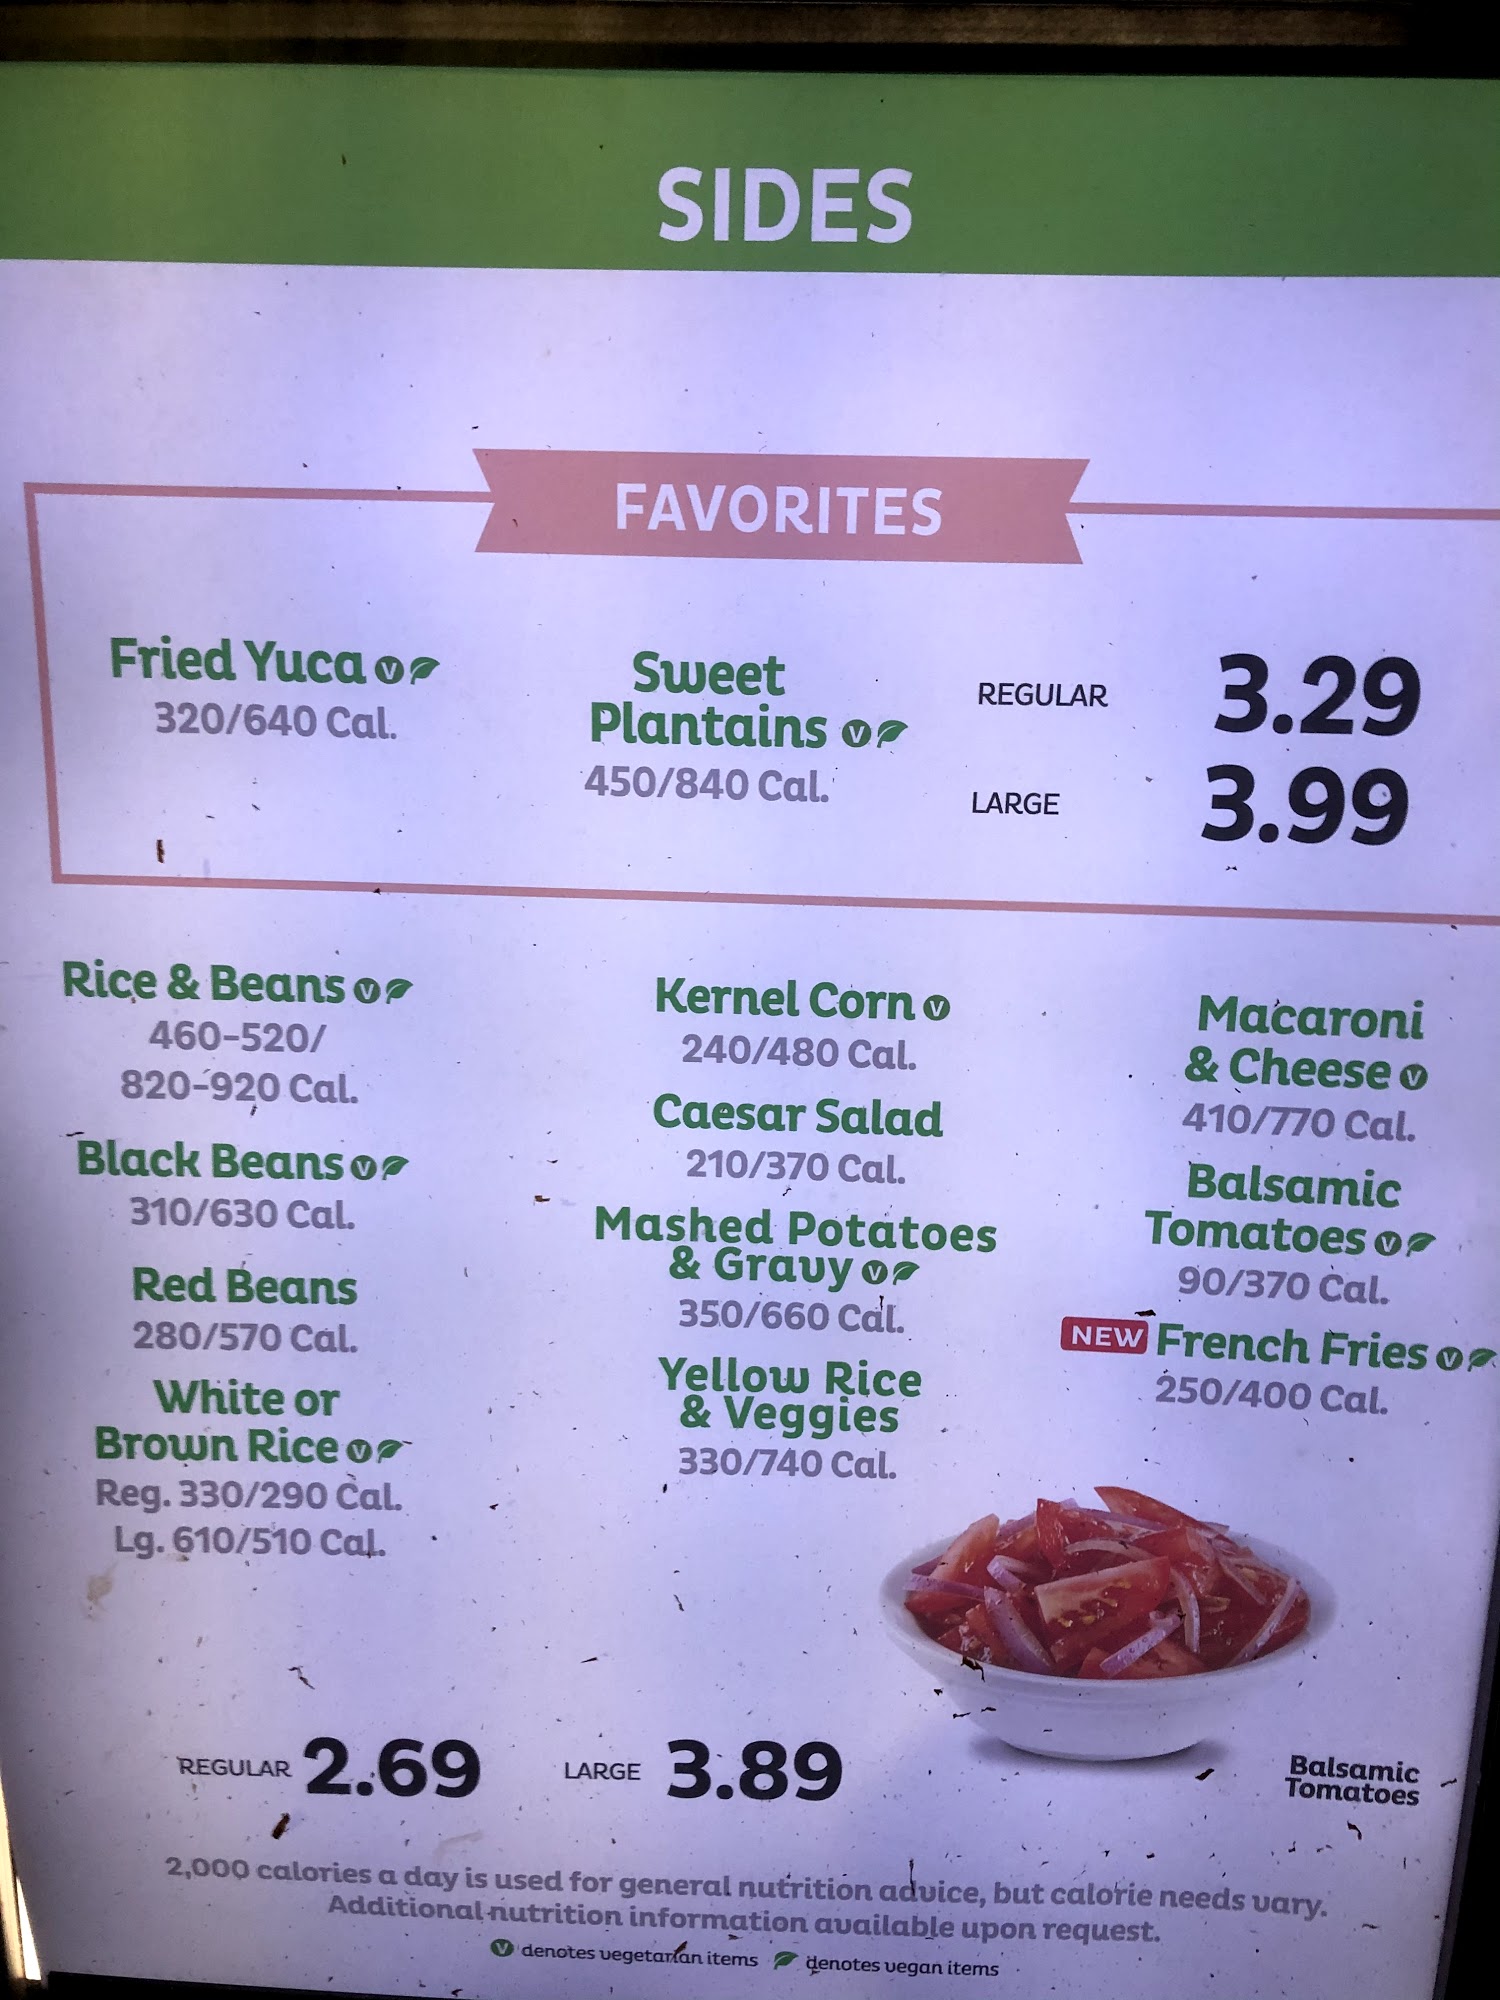 SIDES
FAVORITES
Fried Yuca V
320/640 Cal.
Sweet
Plantains V
450/840 Cal.
REGULAR 3.29
LARGE 3.99
Rice & Beans V
460-520/
820-920 Cal.
Black Beans V
310/630 Cal.
Red Beans
280/570 Cal.
White or
Brown Rice V
Reg. 330/290 Cal.
Lg. 610/510 Cal.
Kernel Corn V
240/480 Cal.
Caesar Salad
210/370 Cal.
Mashed Potatoes
& Gravy V
350/660 Cal.
Yellow Rice
& Veggies
330/740 Cal.
Macaroni
& Cheese V
410/770 Cal.
Balsamic
Tomatoes V
90/370 Cal.
NEW French Fries V
250/400 Cal.
REGULAR 2.69 LARGE 3.89
Balsamic
Tomatoes
2,000 calories a day is used for general nutrition advice, but calorie needs vary.
Additional nutrition information available upon request.
V denotes vegetarian items denotes vegan items